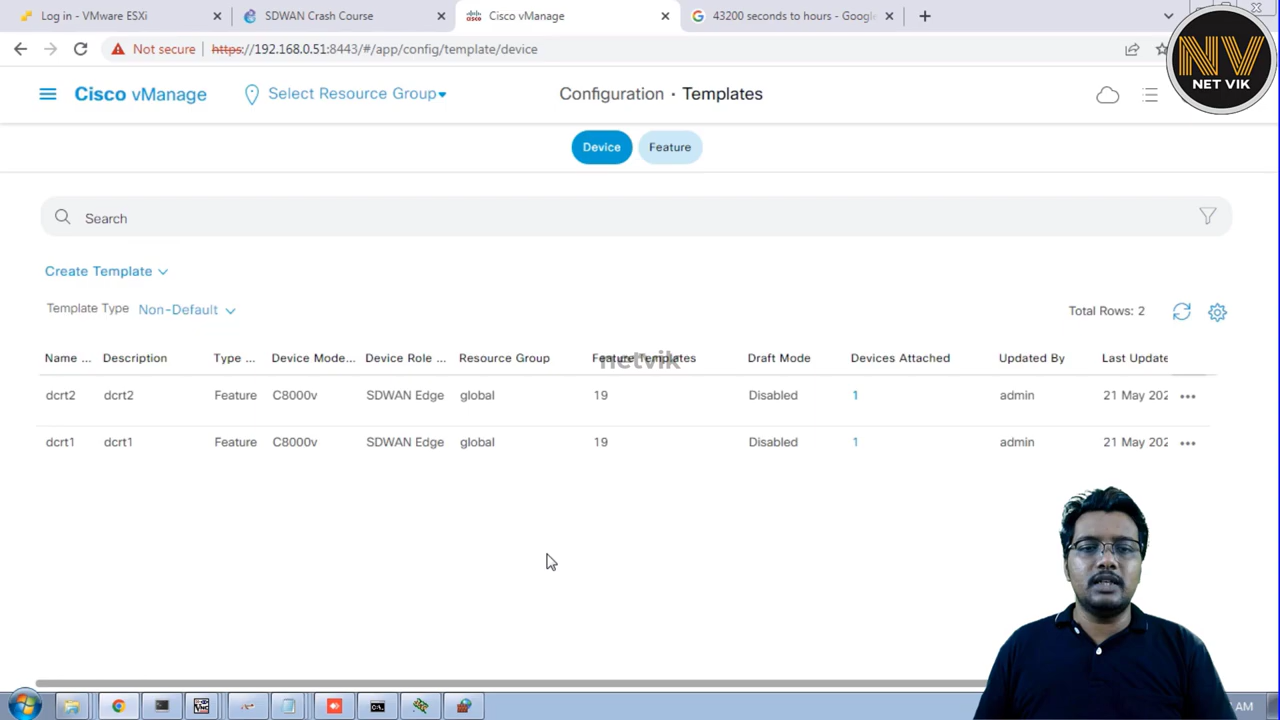 Log in - VMware ESXi
SDWAN Crash Course
Cisco vManage
43200 seconds to hours - Google
Not secure
https://192.168.0.51:8443/#/app/config/template/device
NV
NET VIK
Cisco vManage
Select Resource Group
Configuration · Templates
Device
Feature
Search
Create Template
Template Type Non-Default
Total Rows: 2
Name ... Description Type ... Device Mode... Device Role ... Resource Group Feature Templates Draft Mode Devices Attached Updated By Last Update
netvik
dcrt2 dcrt2 Feature C8000v SDWAN Edge global 19 Disabled 1 admin 21 May 202 •••
dcrt1 dcrt1 Feature C8000v SDWAN Edge global 19 Disabled 1 admin 21 May 202 •••
AM